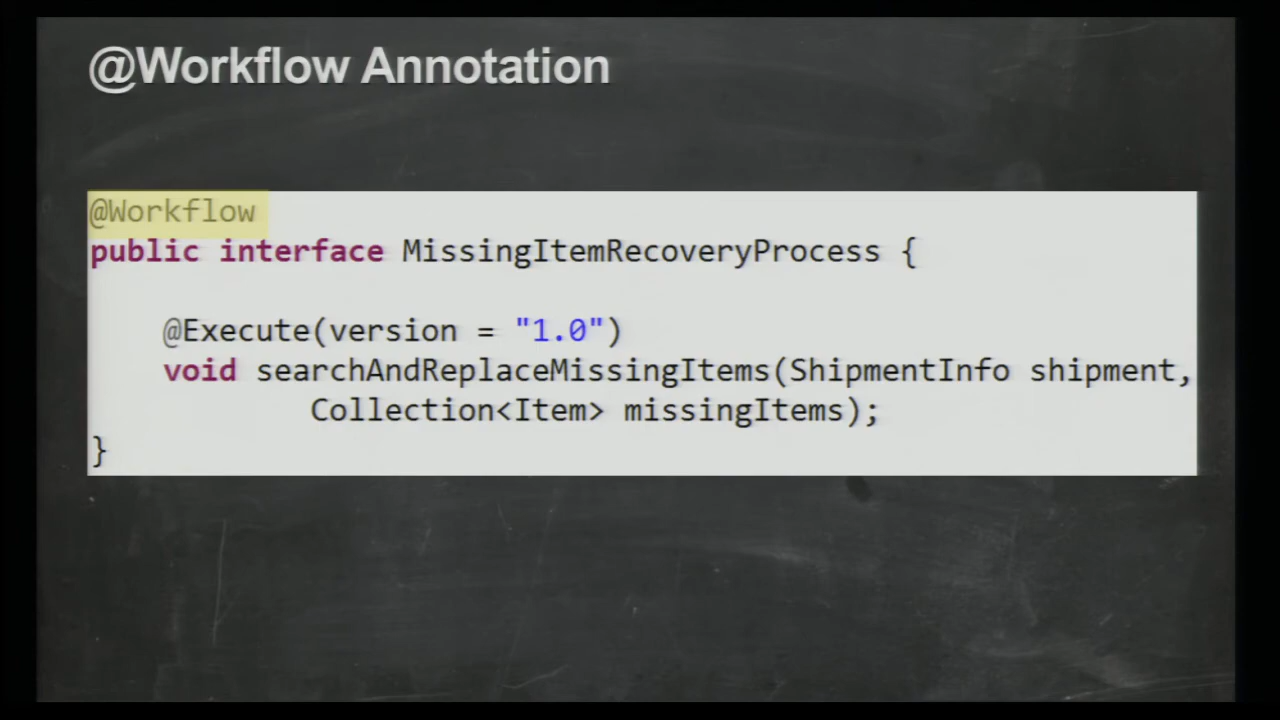 @Workflow Annotation
@Workflow
public interface MissingItemRecoveryProcess {
@Execute(version = "1.0")
void searchAndReplaceMissingItems(ShipmentInfo shipment,
Collection<Item> missingItems);
}